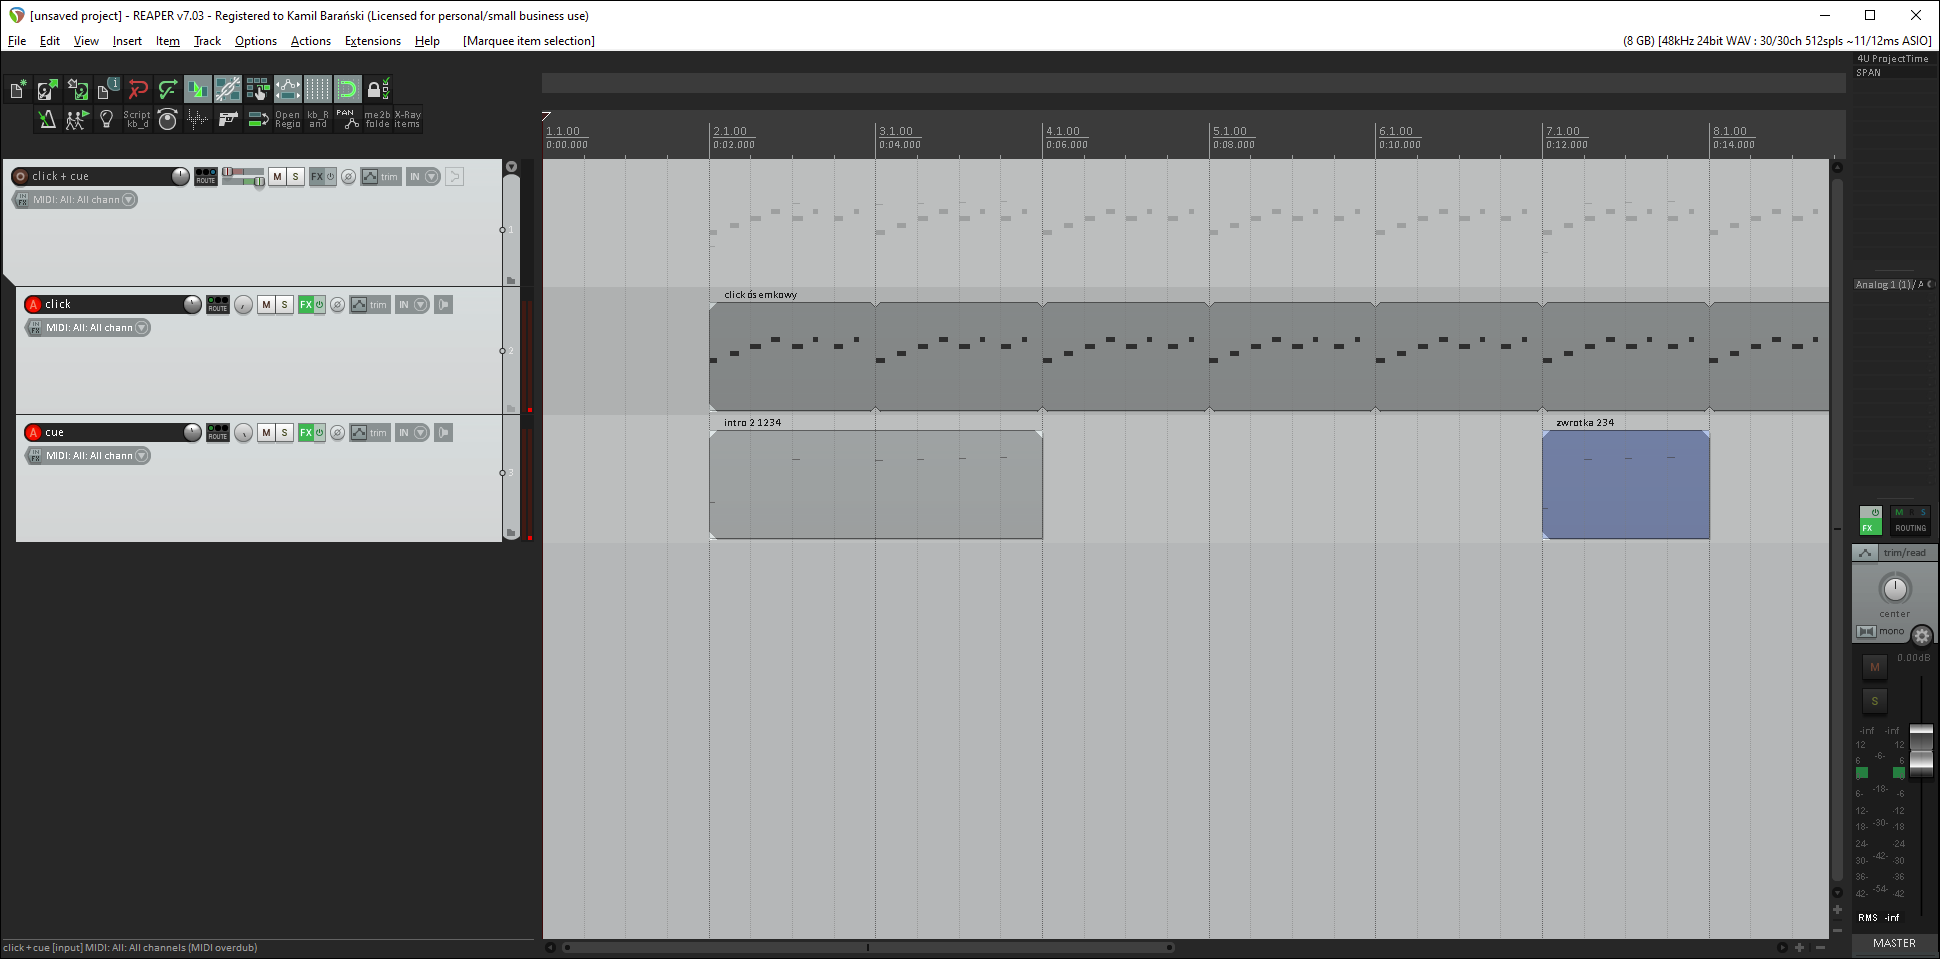 [unsaved project] - REAPER v7.03 - Registered to Kamil Barański (Licensed for personal/small business use)
File Edit View Insert Item Track Options Actions Extensions Help [Marquee item selection]
(8 GB) [48kHz 24bit WAV : 30/30ch 512spls ~11/12ms ASIO]
4U ProjectTime
SPAN
Script kb_d
Open Regio
kb_R and
PAN
me2b folde
X-Ray items
1.1.00 2.1.00 3.1.00 4.1.00 5.1.00 6.1.00 7.1.00 8.1.00
0:00.000 0:02.000 0:04.000 0:06.000 0:08.000 0:10.000 0:12.000 0:14.000
click + cue ROUTE M S FX trim IN
IN FX MIDI: All: All chann
1
click ROUTE M S FX trim IN
IN FX MIDI: All: All chann
2
click ósemkowy
cue ROUTE M S FX trim IN
IN FX MIDI: All: All chann
3
intro 2 1234
zwrotka 234
Analog 1 (1)/A
FX
M R S
ROUTING
trim/read
center
mono
0.00dB
M
S
-inf -inf
12 12
6 -6- 6
6- -18- -6
12- -12
18- -30- -18
24- -24
30- -42- -30
36- -36
42- -54- -42
RMS -inf
MASTER
click + cue [input] MIDI: All: All channels (MIDI overdub)